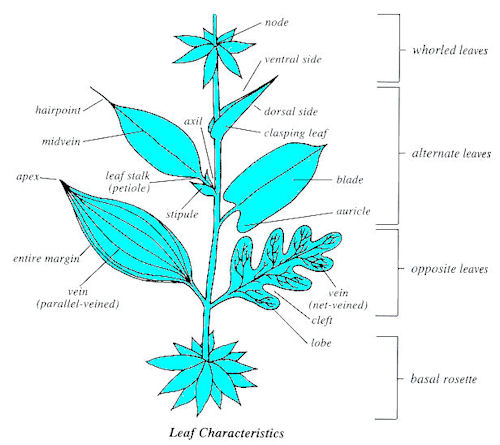 node
whorled leaves
ventral side
hairpoint
dorsal side
axil
midvein
clasping leaf
alternate leaves
apex
leaf stalk
(petiole)
blade
stipule
auricle
entire margin
opposite leaves
vein
(parallel-veined)
vein
(net-veined)
cleft
lobe
basal rosette
Leaf Characteristics